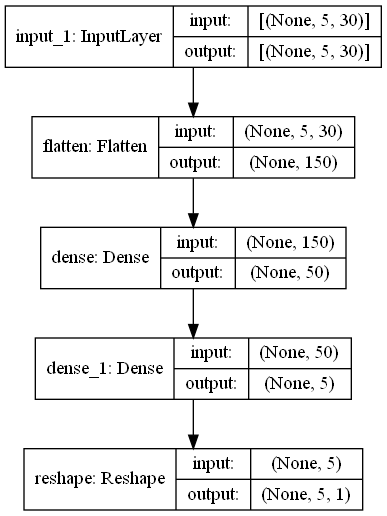 input_1: InputLayer input: [(None, 5, 30)]
output: [(None, 5, 30)]
flatten: Flatten input: (None, 5, 30)
output: (None, 150)
dense: Dense input: (None, 150)
output: (None, 50)
dense_1: Dense input: (None, 50)
output: (None, 5)
reshape: Reshape input: (None, 5)
output: (None, 5, 1)